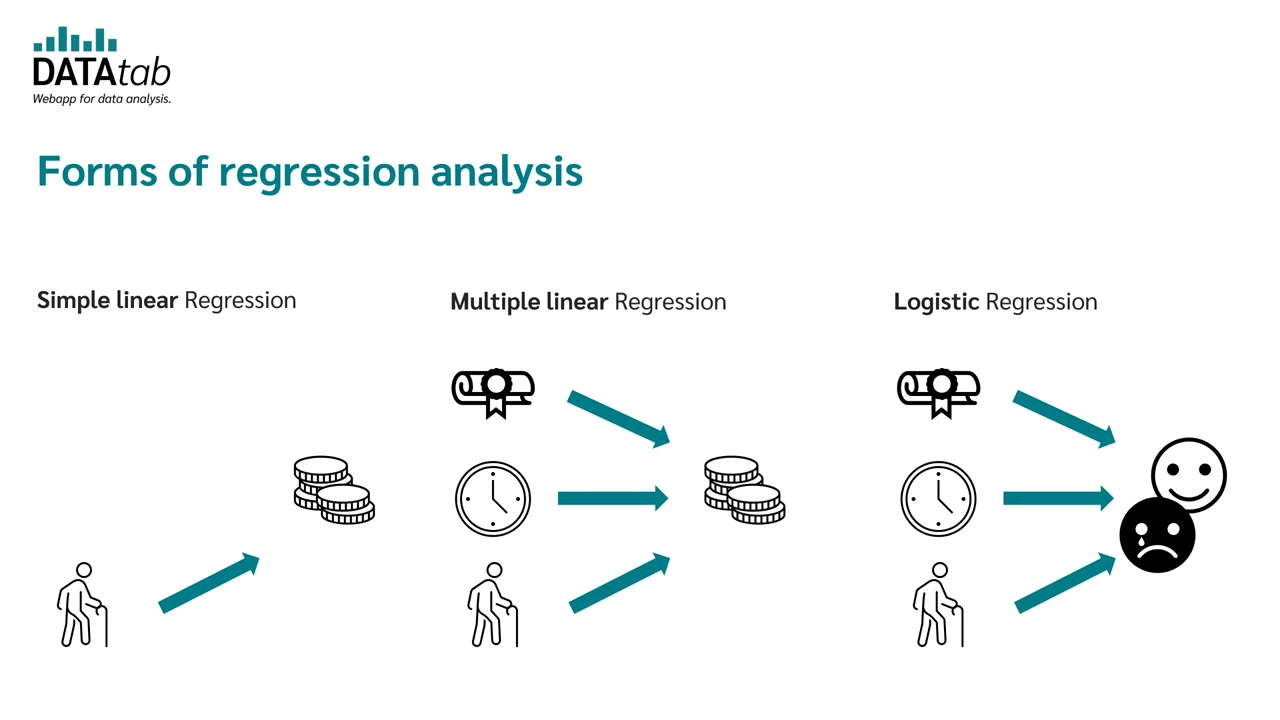 DATAtab
Webapp for data analysis.
Forms of regression analysis
Simple linear Regression
Multiple linear Regression
Logistic Regression